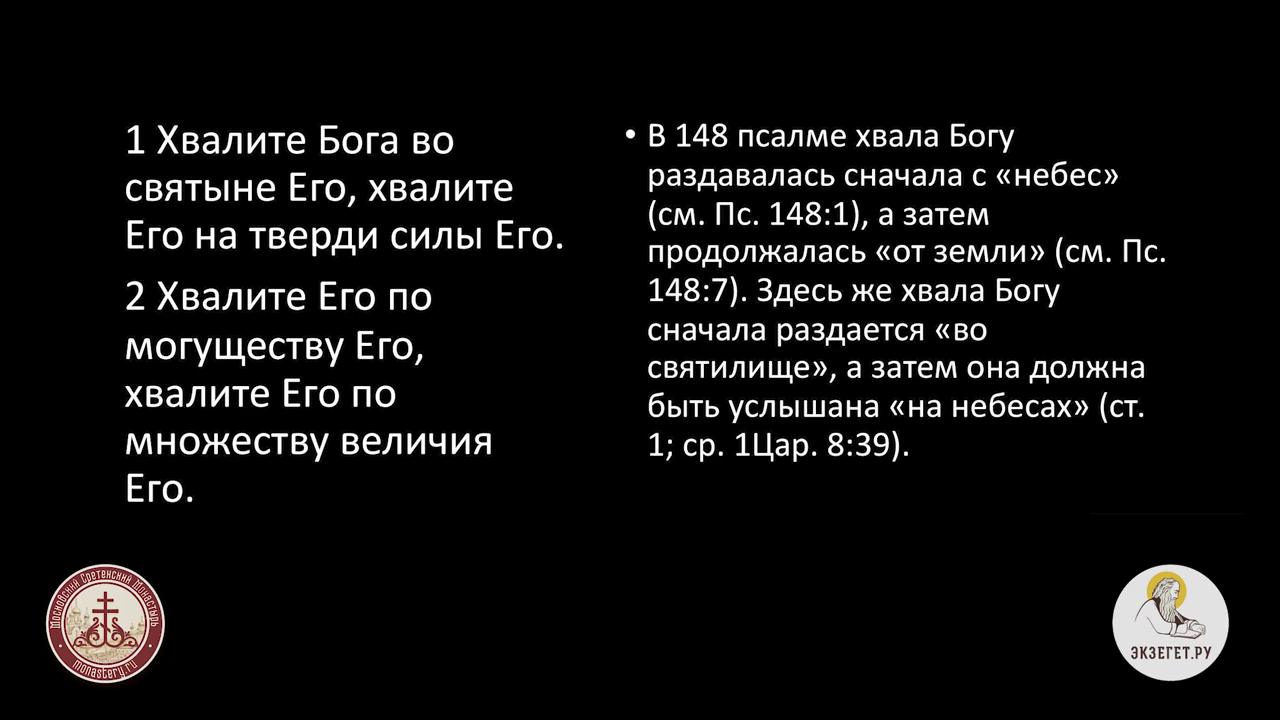 1 Хвалите Бога во
святыне Его, хвалите
Его на тверди силы Его.
2 Хвалите Его по
могуществу Его,
хвалите Его по
множеству величия
Его.
• В 148 псалме хвала Богу
раздавалась сначала с «небес»
(см. Пс. 148:1), а затем
продолжалась «от земли» (см. Пс.
148:7). Здесь же хвала Богу
сначала раздается «во
святилище», а затем она должна
быть услышана «на небесах» (ст.
1; ср. 1Цар. 8:39).
Московский Сретенский Монастырь
monastery.ru
ЭКЗЕГЕТ.РУ